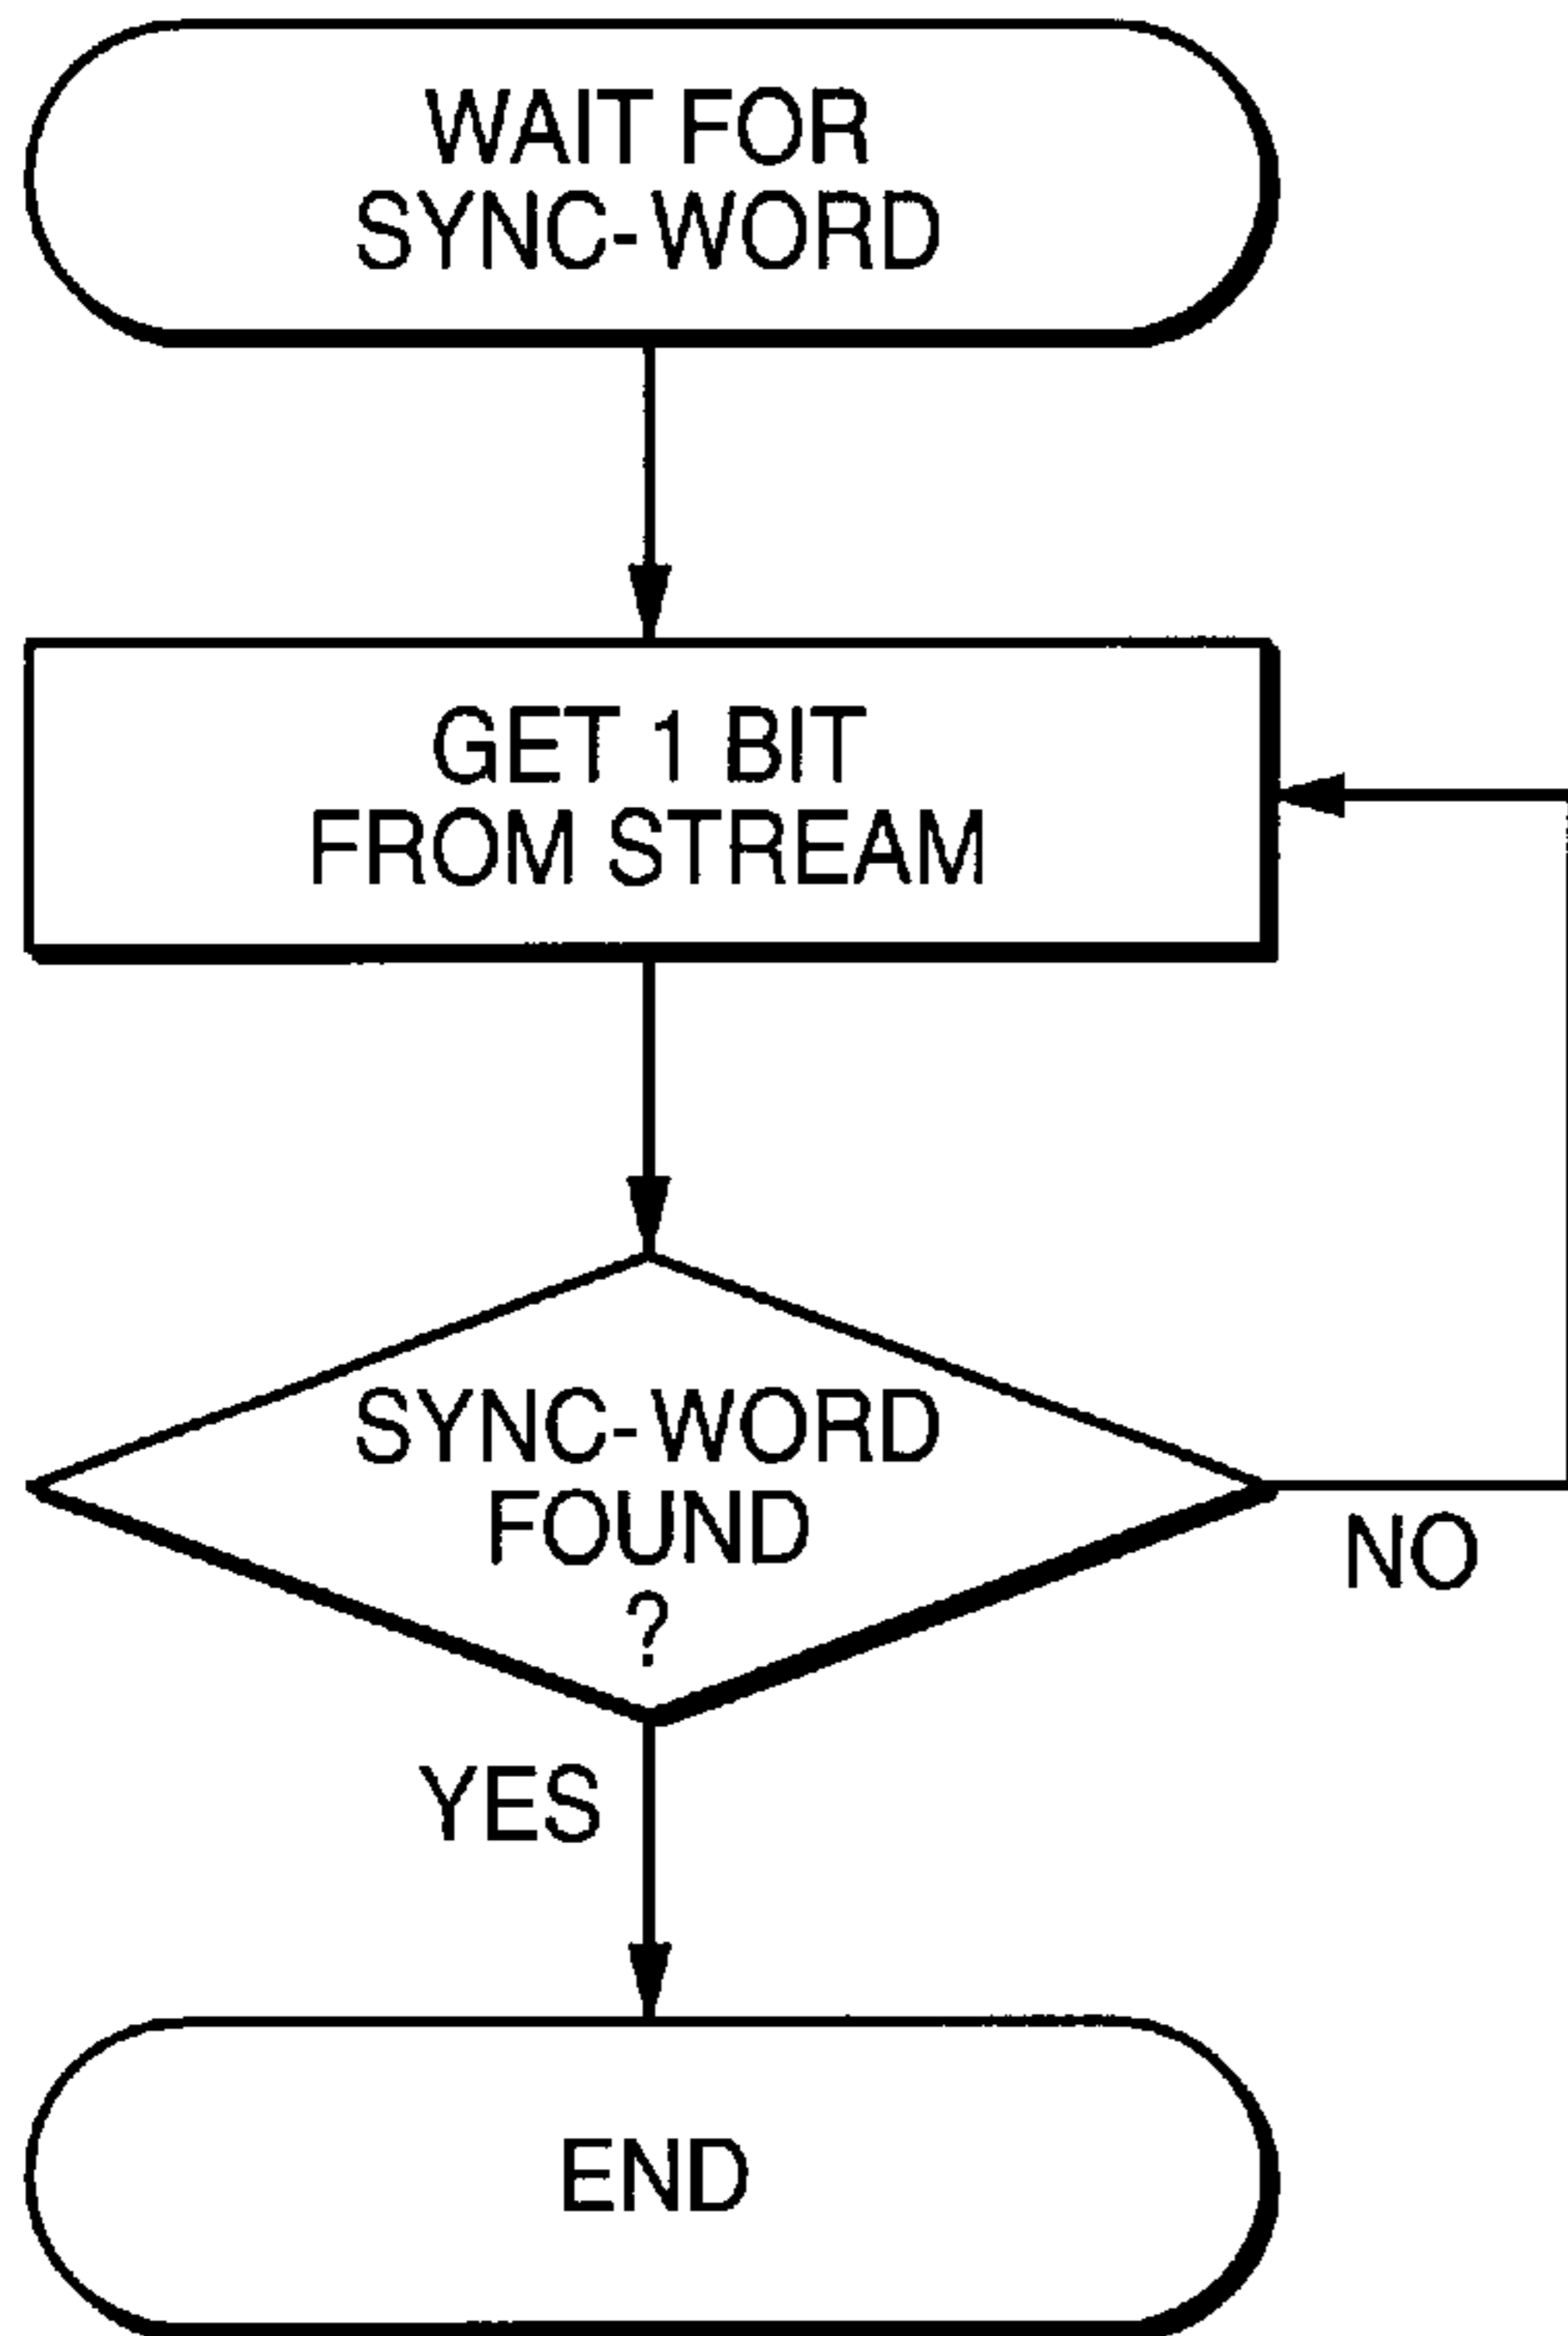 WAIT FOR
SYNC-WORD
GET 1 BIT
FROM STREAM
SYNC-WORD
FOUND
?
NO
YES
END